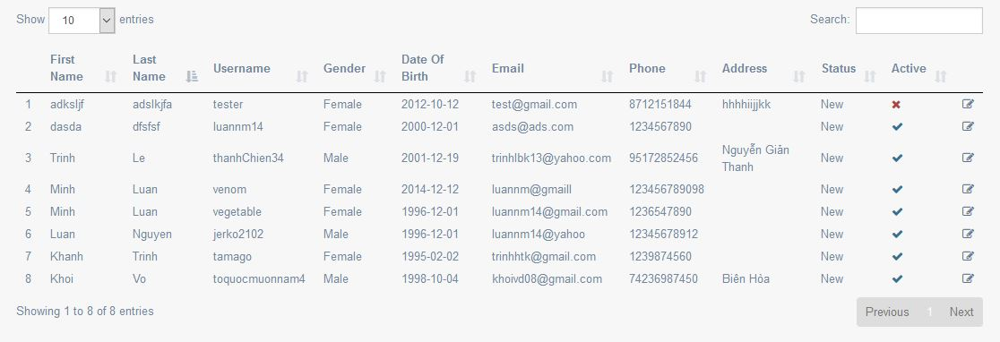 Show 10 entries Search:
First Name Last Name Username Gender Date Of Birth Email Phone Address Status Active
1 adksljf adslkjfa tester Female 2012-10-12 test@gmail.com 8712151844 hhhhiijjkk New
2 dasda dfsfsf luannm14 Female 2000-12-01 asds@ads.com 1234567890 New
3 Trinh Le thanhChien34 Male 2001-12-19 trinhlbk13@yahoo.com 95172852456 Nguyễn Giản Thanh New
4 Minh Luan venom Female 2014-12-12 luannm@gmaill 123456789098 New
5 Minh Luan vegetable Female 1996-12-01 luannm14@gmail.com 1236547890 New
6 Luan Nguyen jerko2102 Male 1996-12-01 luannm14@yahoo 12345678912 New
7 Khanh Trinh tamago Female 1995-02-02 trinhhtk@gmail.com 1239874560 New
8 Khoi Vo toquocmuonnam4 Male 1998-10-04 khoivd08@gmail.com 74236987450 Biên Hòa New
Showing 1 to 8 of 8 entries Previous 1 Next